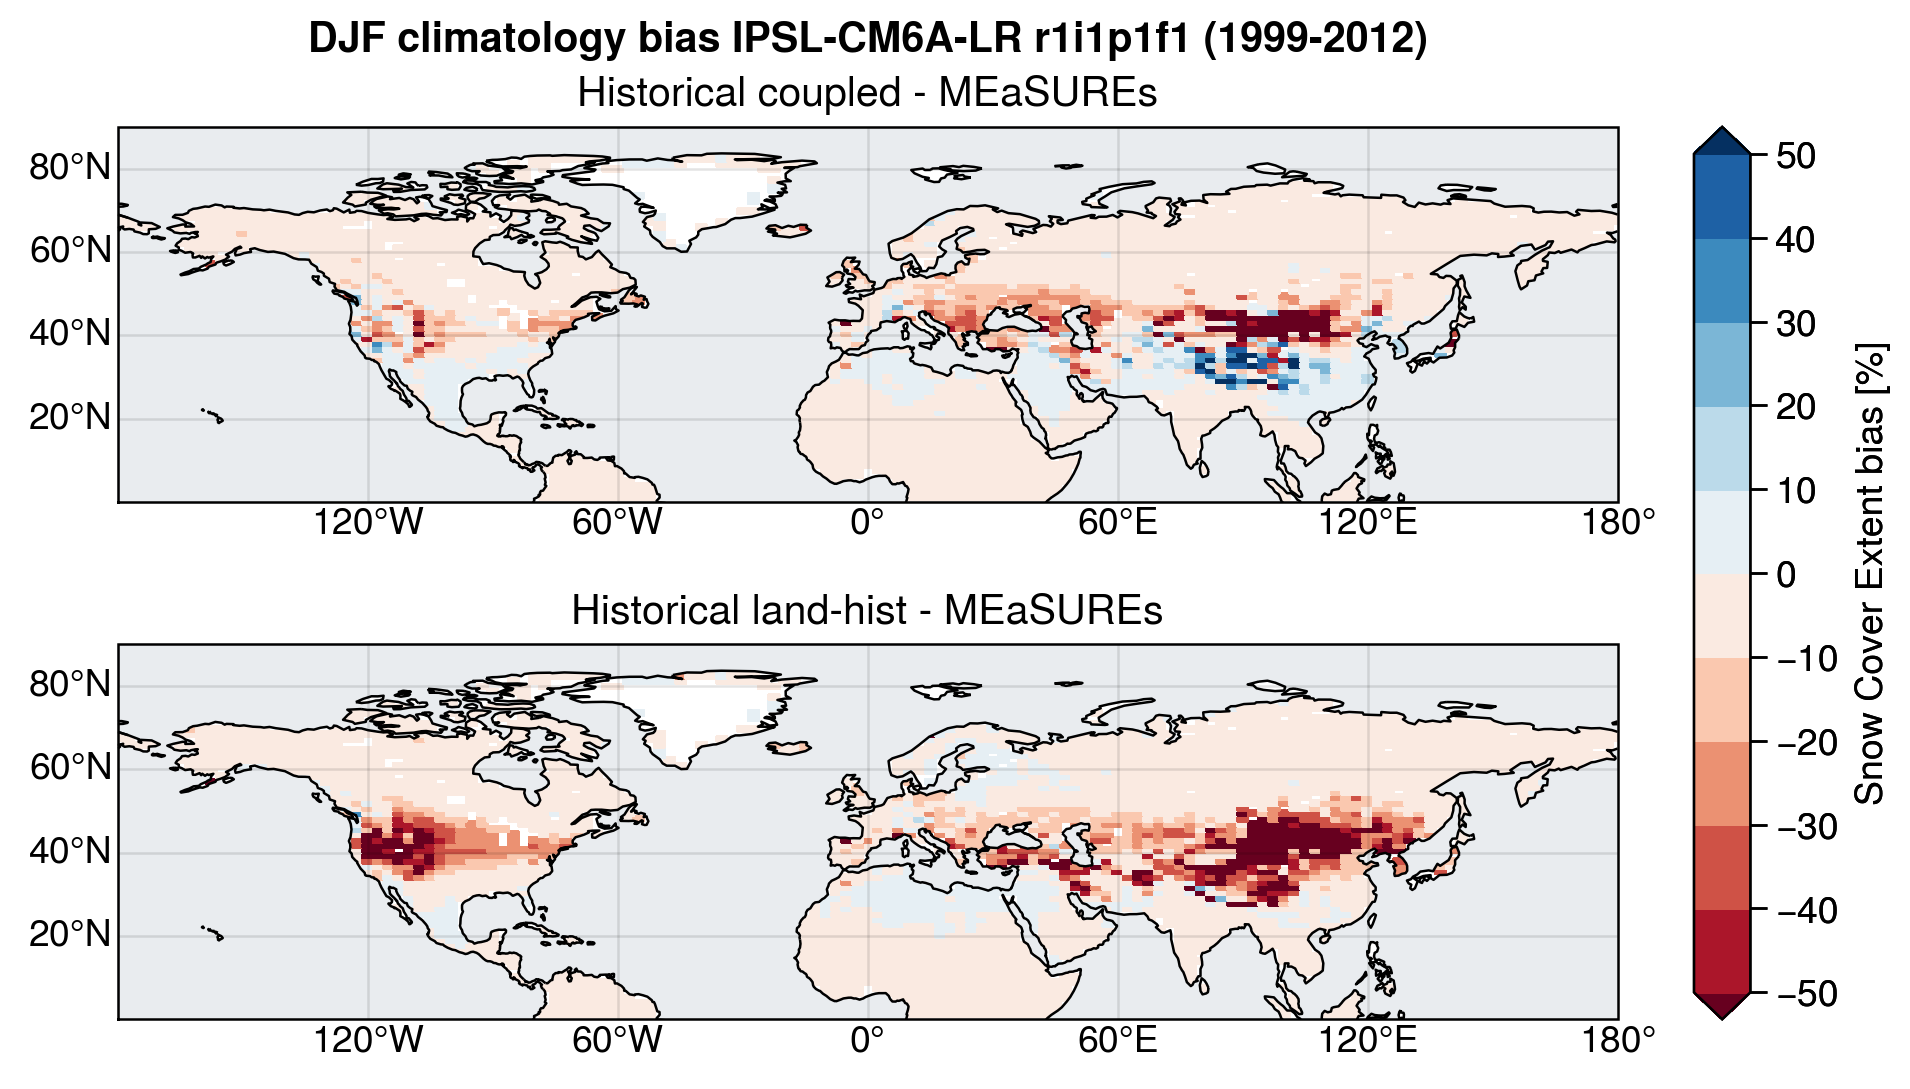 DJF climatology bias IPSL-CM6A-LR r1i1p1f1 (1999-2012)
Historical coupled - MEaSUREs
80°N
60°N
40°N
20°N
120°W 60°W 0° 60°E 120°E 180°
Historical land-hist - MEaSUREs
80°N
60°N
40°N
20°N
120°W 60°W 0° 60°E 120°E 180°
50
40
30
20
10
0
−10
−20
−30
−40
−50
Snow Cover Extent bias [%]